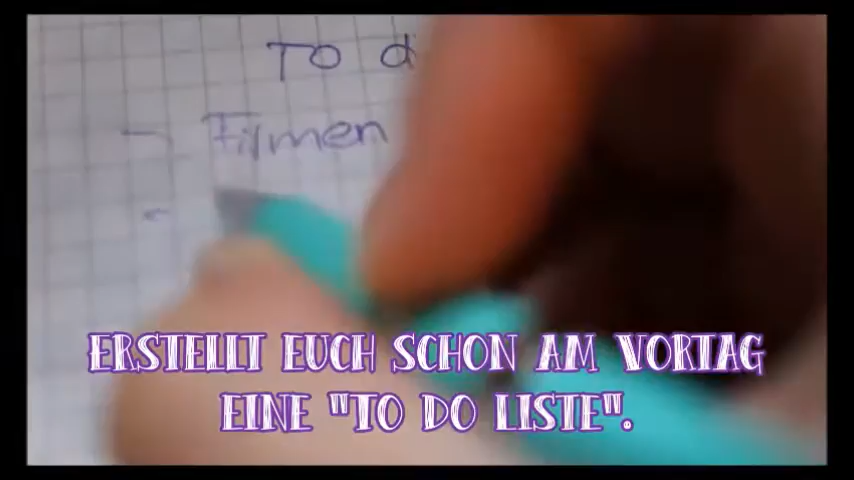 To d
- Filmen
-
ERSTELLT EUCH SCHON AM VORTAG
EINE "TO DO LISTE".